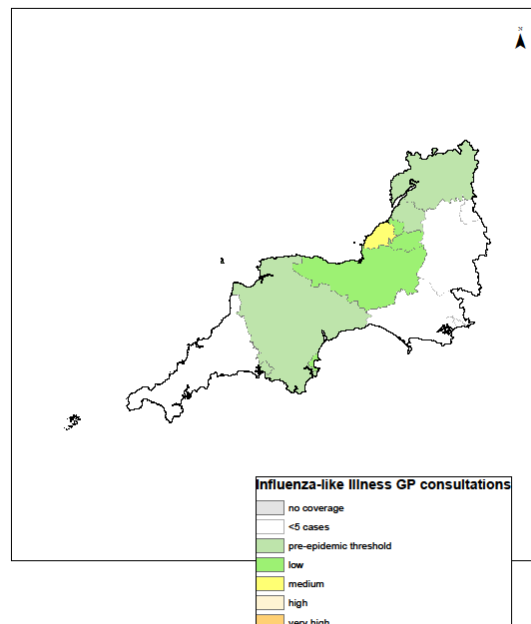 N
Influenza-like Illness GP consultations
no coverage
<5 cases
pre-epidemic threshold
low
medium
high
very high